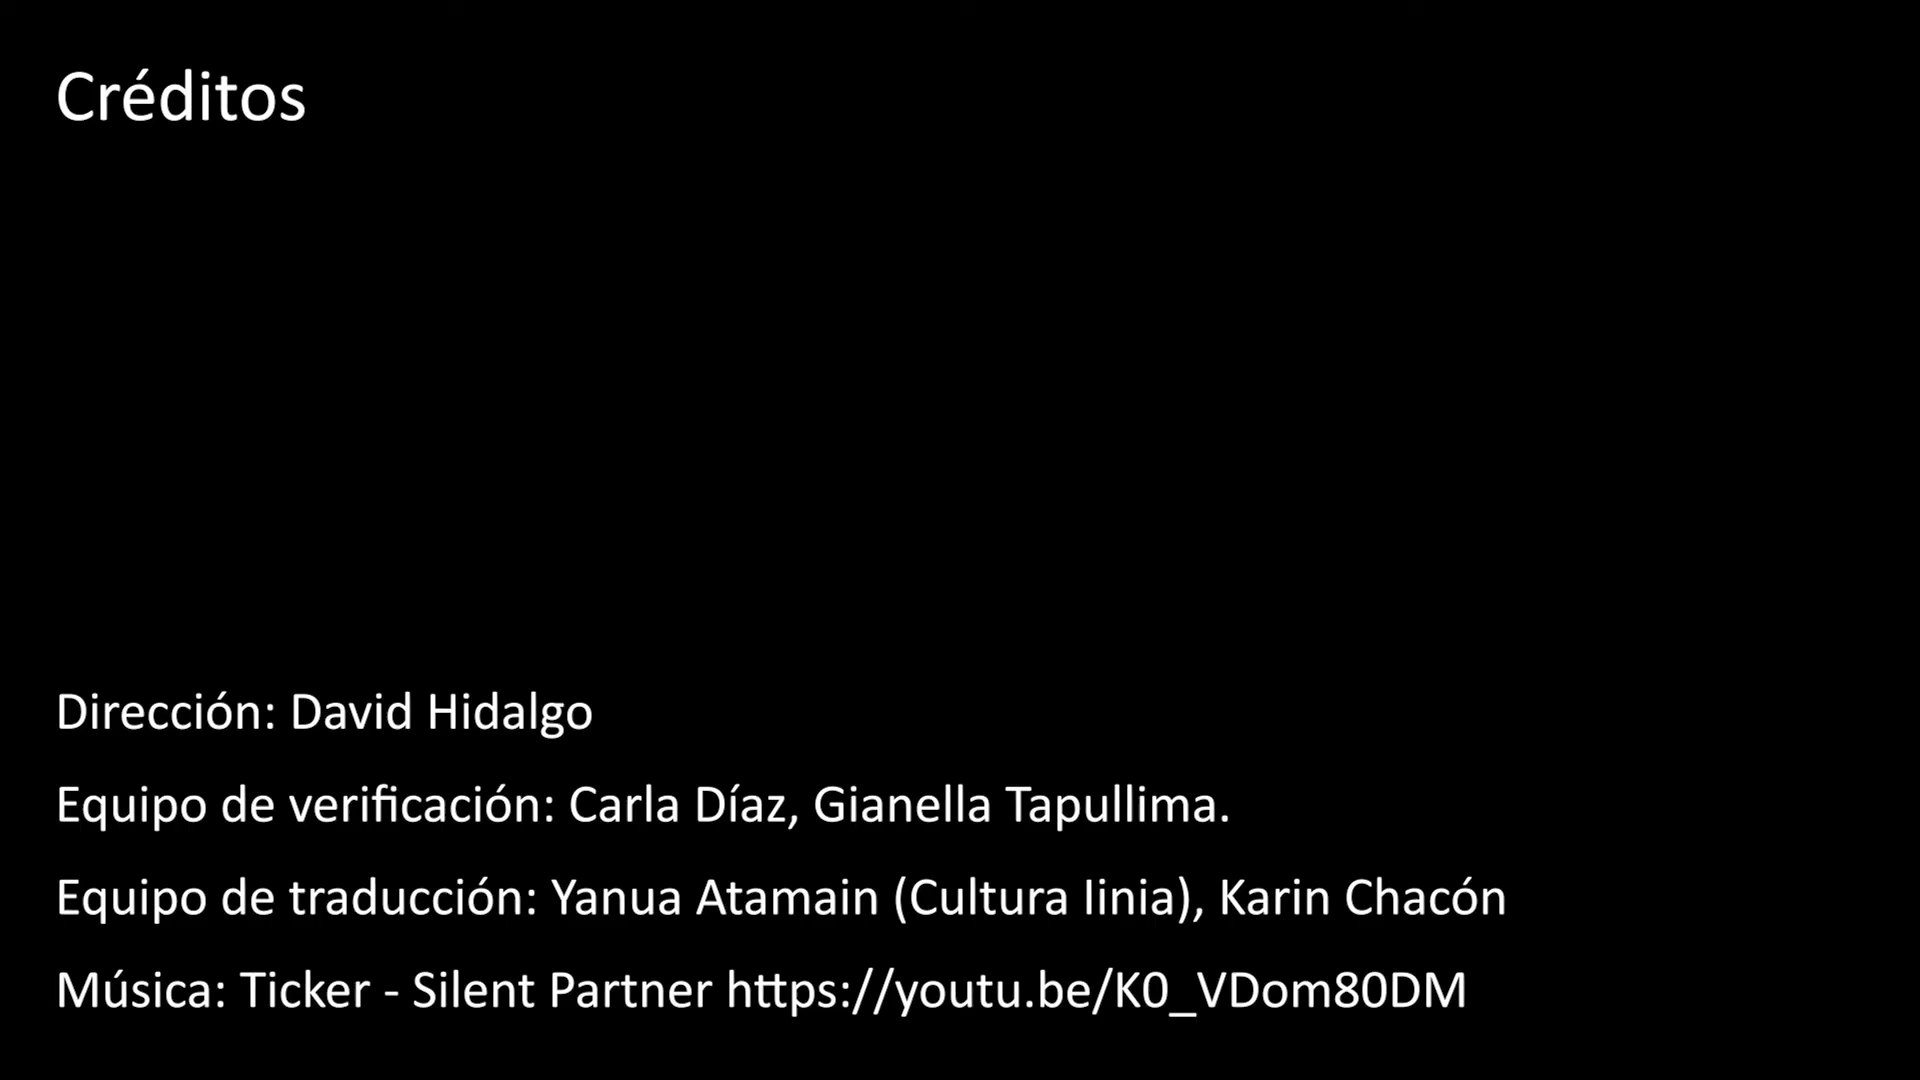 Créditos
Dirección: David Hidalgo
Equipo de verificación: Carla Díaz, Gianella Tapullima.
Equipo de traducción: Yanua Atamain (Cultura Iinia), Karin Chacón
Música: Ticker - Silent Partner https://youtu.be/K0_VDom80DM